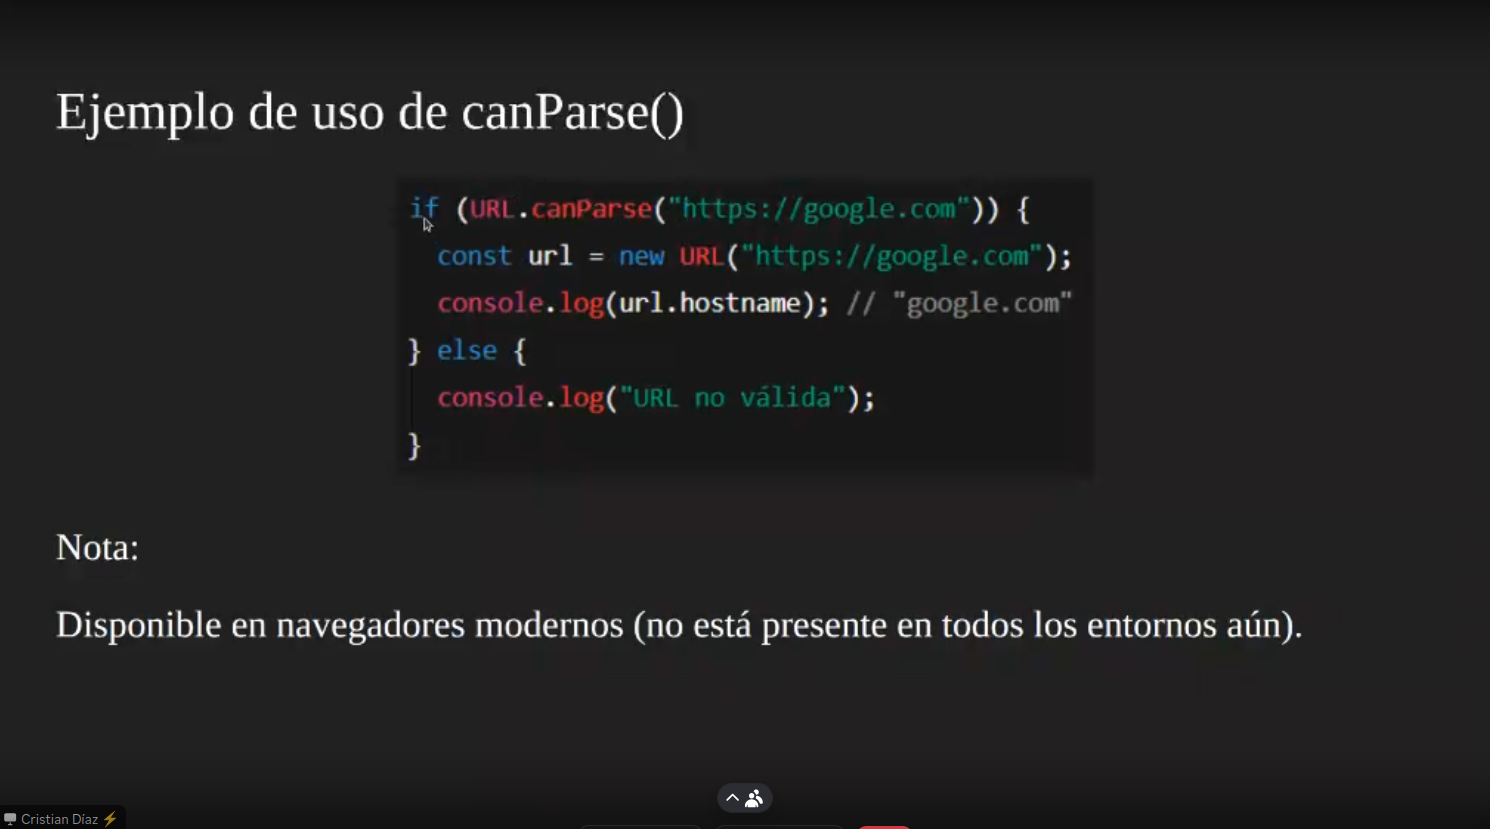 Ejemplo de uso de canParse()
if (URL.canParse("https://google.com")) {
const url = new URL("https://google.com");
console.log(url.hostname); // "google.com"
} else {
console.log("URL no válida");
}
Nota:
Disponible en navegadores modernos (no está presente en todos los entornos aún).
Cristian Díaz ⚡